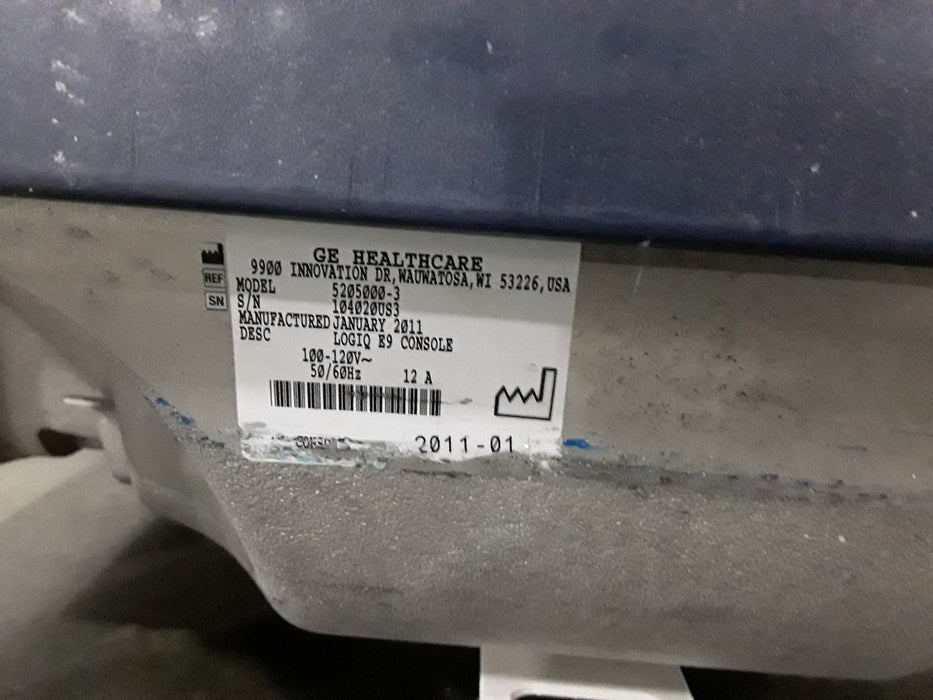 GE HEALTHCARE
9900 INNOVATION DR,WAUWATOSA,WI 53226,USA
REF MODEL 5205000-3
SN S/N 104020US3
MANUFACTURED JANUARY 2011
DESC LOGIQ E9 CONSOLE
100-120V~
50/60Hz 12 A
2011-01